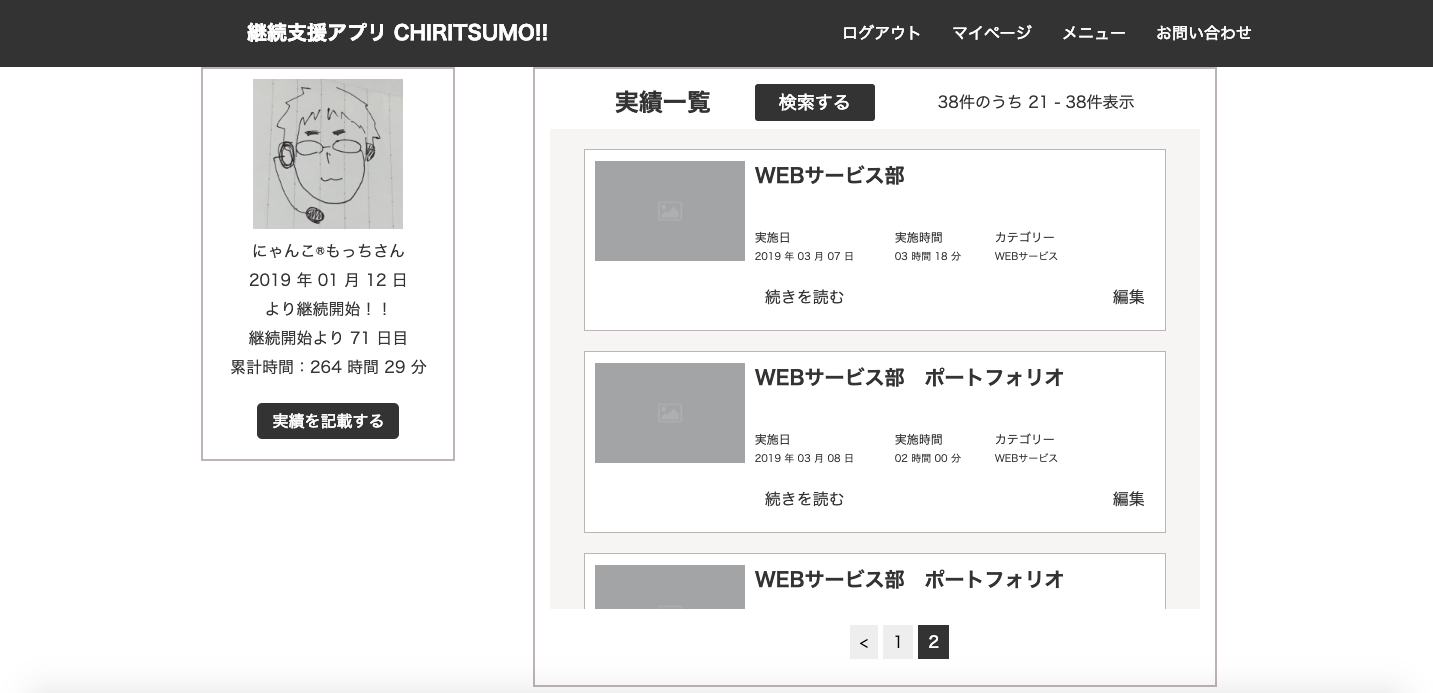 継続支援アプリ CHIRITSUMO!!
ログアウト マイページ メニュー お問い合わせ
にゃんこ®もっちさん
2019 年 01 月 12 日
より継続開始！！
継続開始より 71 日目
累計時間：264 時間 29 分
実績を記載する
実績一覧 検索する 38件のうち 21 - 38件表示
WEBサービス部
実施日 実施時間 カテゴリー
2019 年 03 月 07 日 03 時間 18 分 WEBサービス
続きを読む 編集
WEBサービス部　ポートフォリオ
実施日 実施時間 カテゴリー
2019 年 03 月 08 日 02 時間 00 分 WEBサービス
続きを読む 編集
WEBサービス部　ポートフォリオ
< 1 2